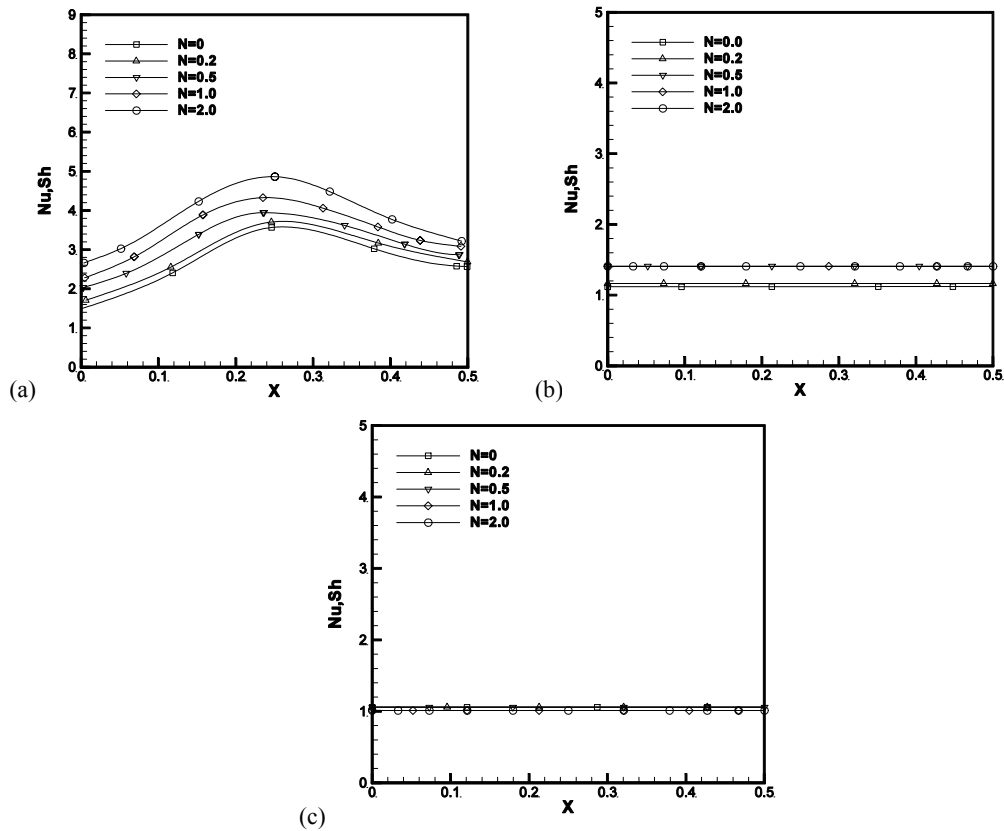 9
8
7
6
5
4
3
2
1
0
Nu,Sh
N=0
N=0.2
N=0.5
N=1.0
N=2.0
0. 0.1. 0.2. 0.3. 0.4. 0.5.
X
(a)
5
4.
3.
2.
1.
0
Nu,Sh
N=0.0
N=0.2
N=0.5
N=1.0
N=2.0
0. 0.1. 0.2. 0.3. 0.4. 0.5.
X
(b)
5
4.
3.
2.
1.
0
Nu,Sh
N=0
N=0.2
N=0.5
N=1.0
N=2.0
0. 0.1. 0.2. 0.3. 0.4. 0.5.
X
(c)